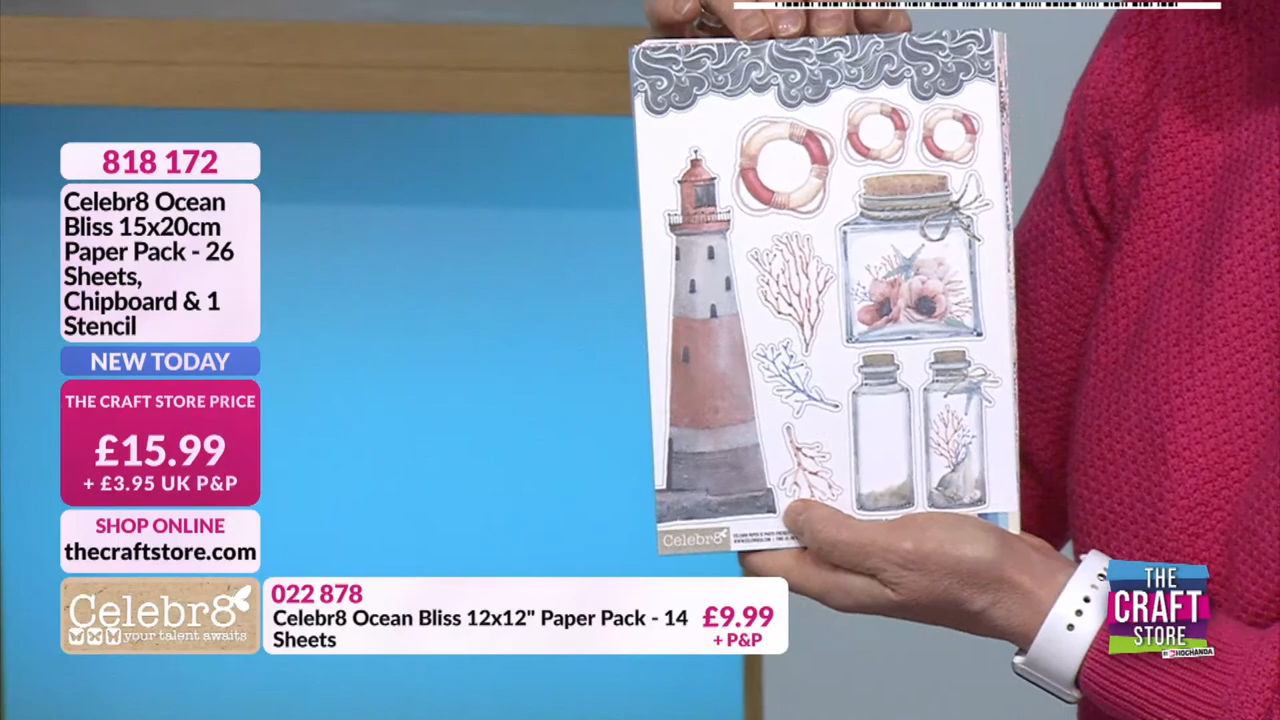 818 172
Celebr8 Ocean
Bliss 15x20cm
Paper Pack - 26
Sheets,
Chipboard & 1
Stencil
NEW TODAY
THE CRAFT STORE PRICE
£15.99
+ £3.95 UK P&P
SHOP ONLINE
thecraftstore.com
Celebr8
your talent awaits
022 878
Celebr8 Ocean Bliss 12x12" Paper Pack - 14
Sheets
£9.99
+ P&P
Celebr8
THE
CRAFT
STORE
BY HOCHANDA